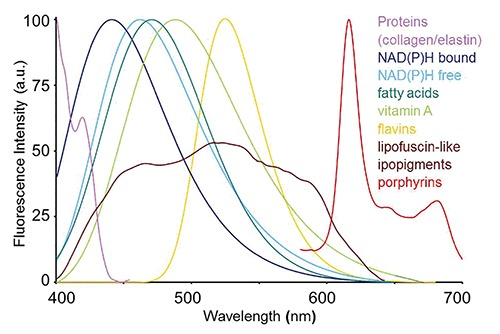 Fluorescence Intensity (a.u.)
100
75
50
25
0
400
500
600
700
Wavelength (nm)
Proteins
(collagen/elastin)
NAD(P)H bound
NAD(P)H free
fatty acids
vitamin A
flavins
lipofuscin-like
ipopigments
porphyrins